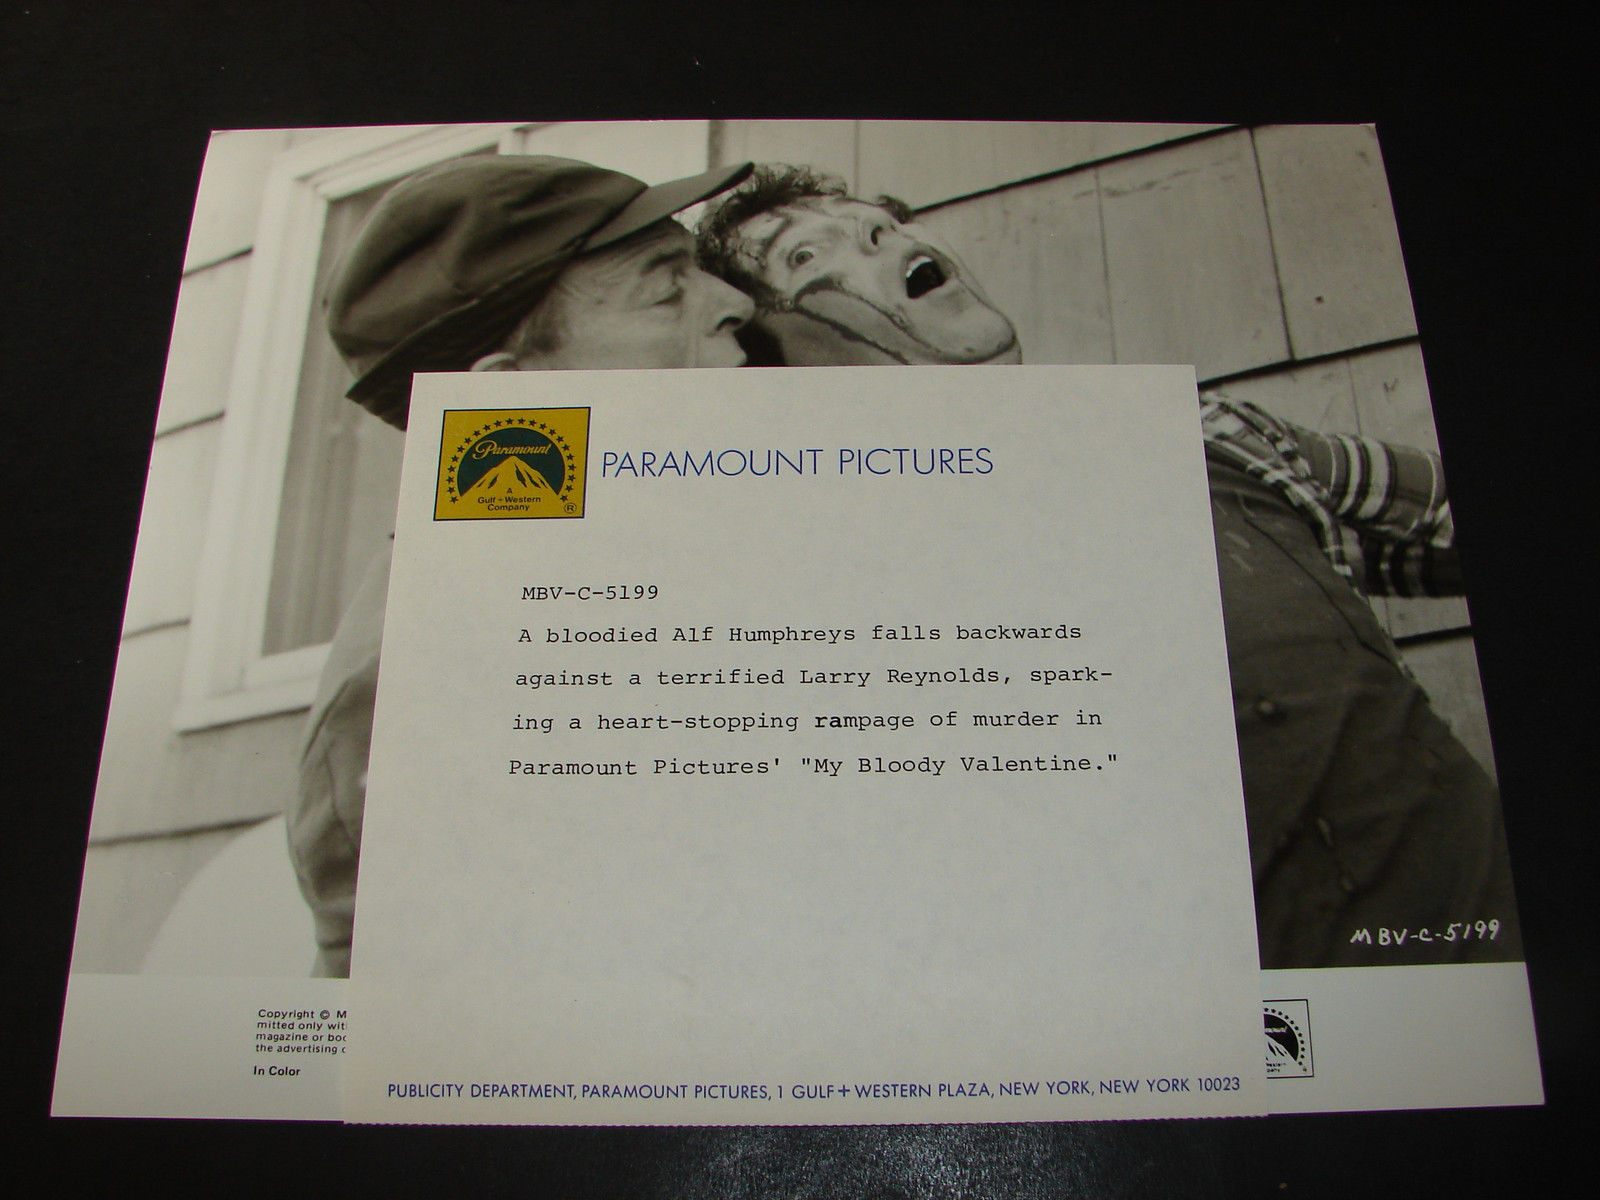 Paramount
A
Gulf + Western
Company
®
PARAMOUNT PICTURES
MBV-C-5199
A bloodied Alf Humphreys falls backwards
against a terrified Larry Reynolds, spark-
ing a heart-stopping rampage of murder in
Paramount Pictures' "My Bloody Valentine."
MBV-C-5199
Copyright © M
mitted only wit
magazine or boo
the advertising
In Color
PUBLICITY DEPARTMENT, PARAMOUNT PICTURES, 1 GULF+WESTERN PLAZA, NEW YORK, NEW YORK 10023